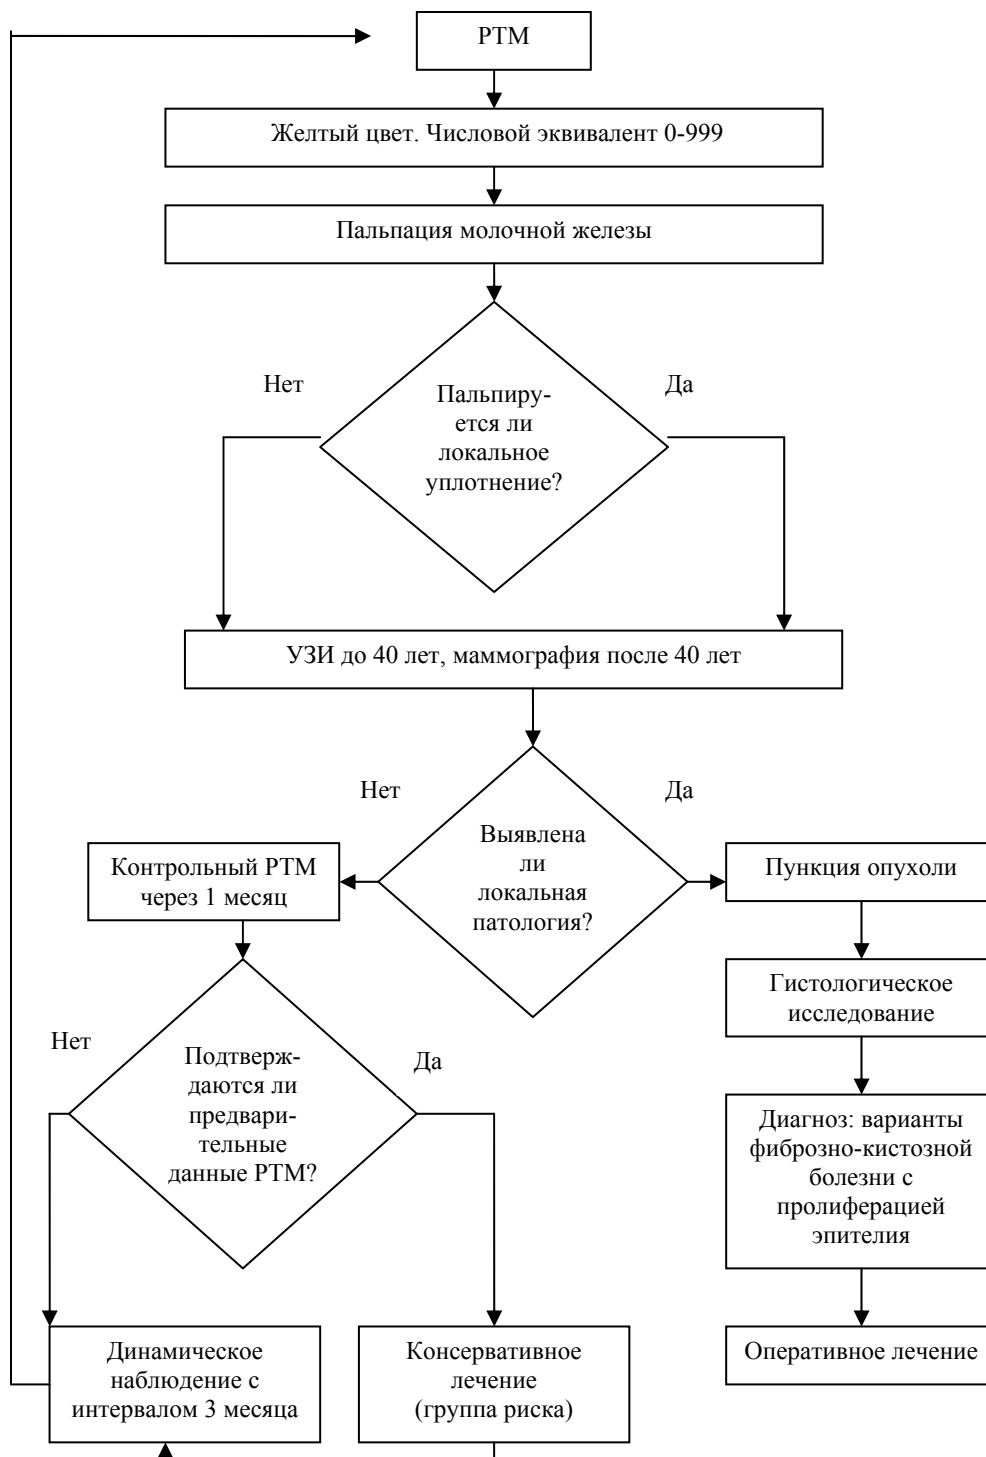 РТМ
Желтый цвет. Числовой эквивалент 0-999
Пальпация молочной железы
Нет
Да
Пальпиру-
ется ли
локальное
уплотнение?
УЗИ до 40 лет, маммография после 40 лет
Нет
Да
Выявлена
ли
локальная
патология?
Контрольный РТМ
через 1 месяц
Пункция опухоли
Гистологическое
исследование
Нет
Да
Подтверж-
даются ли
предвари-
тельные
данные РТМ?
Диагноз: варианты
фиброзно-кистозной
болезни с
пролиферацией
эпителия
Динамическое
наблюдение с
интервалом 3 месяца
Консервативное
лечение
(группа риска)
Оперативное лечение